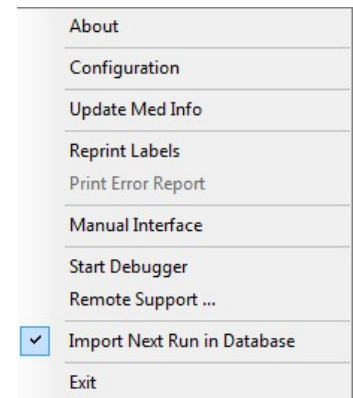 About
Configuration
Update Med Info
Reprint Labels
Print Error Report
Manual Interface
Start Debugger
Remote Support ...
Import Next Run in Database
Exit